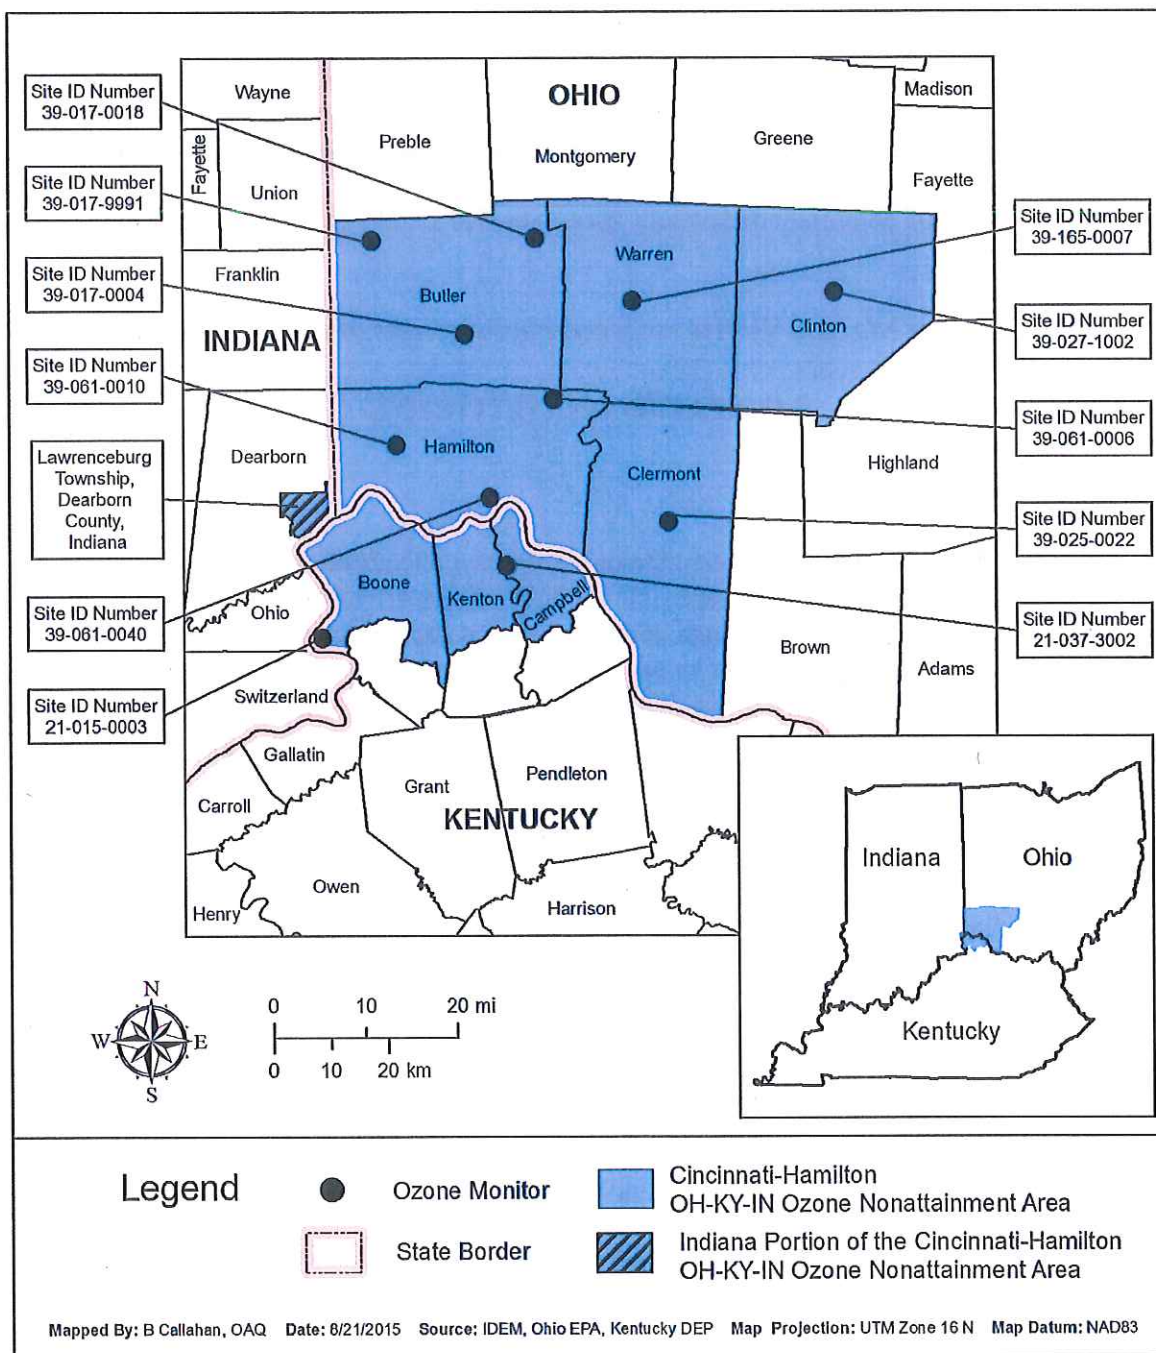 Site ID Number
39-017-0018
Site ID Number
39-017-9991
Site ID Number
39-017-0004
Site ID Number
39-061-0010
Lawrenceburg
Township,
Dearborn
County,
Indiana
Site ID Number
39-061-0040
Site ID Number
21-015-0003
Wayne
Fayette
Union
Franklin
INDIANA
Dearborn
Ohio
Switzerland
Gallatin
Carroll
Henry
Owen
Grant
KENTUCKY
Pendleton
Harrison
OHIO
Preble
Montgomery
Greene
Madison
Fayette
Butler
Warren
Clinton
Hamilton
Clermont
Highland
Boone
Kenton
Campbell
Brown
Adams
Site ID Number
39-165-0007
Site ID Number
39-027-1002
Site ID Number
39-061-0006
Site ID Number
39-025-0022
Site ID Number
21-037-3002
Indiana
Ohio
Kentucky
N
W E
S
0 10 20 mi
0 10 20 km
Legend
Ozone Monitor
State Border
Cincinnati-Hamilton
OH-KY-IN Ozone Nonattainment Area
Indiana Portion of the Cincinnati-Hamilton
OH-KY-IN Ozone Nonattainment Area
Mapped By: B Callahan, OAQ Date: 8/21/2015 Source: IDEM, Ohio EPA, Kentucky DEP Map Projection: UTM Zone 16 N Map Datum: NAD83